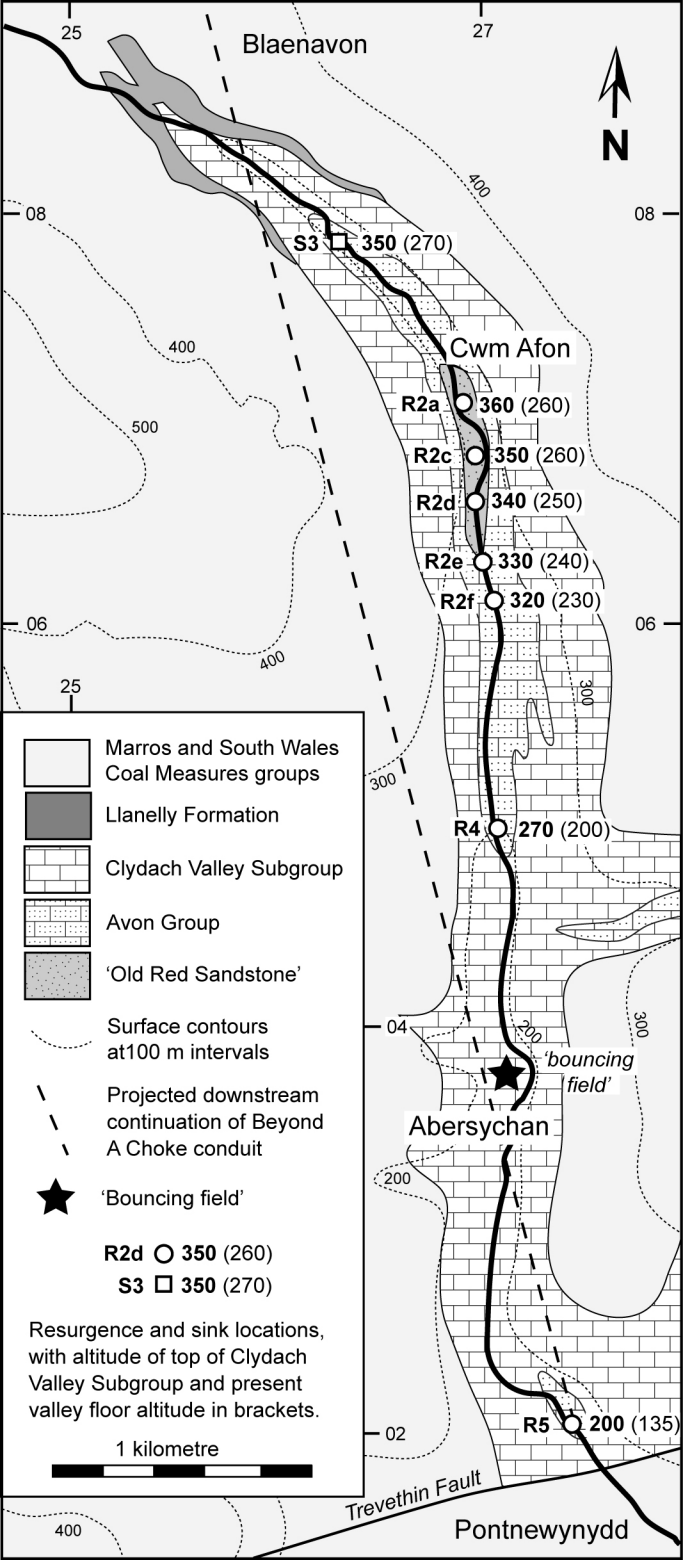 25
27
Blaenavon
N
400
08
08
S3 350 (270)
400
Cwm Afon
R2a 360 (260)
500
R2c 350 (260)
R2d 340 (250)
R2e 330 (240)
R2f 320 (230)
06
06
400
300
25
300
R4 270 (200)
04
300
200
'bouncing
field'
Abersychan
200
R5 200 (135)
02
Trevethin Fault
Pontnewynydd
400
Marros and South Wales
Coal Measures groups
Llanelly Formation
Clydach Valley Subgroup
Avon Group
'Old Red Sandstone'
Surface contours
at100 m intervals
Projected downstream
continuation of Beyond
A Choke conduit
'Bouncing field'
R2d 350 (260)
S3 350 (270)
Resurgence and sink locations,
with altitude of top of Clydach
Valley Subgroup and present
valley floor altitude in brackets.
1 kilometre